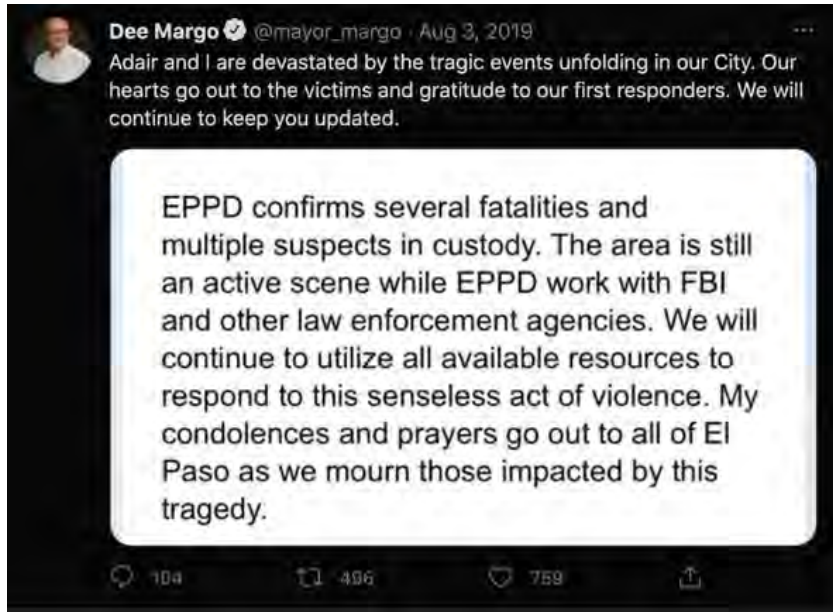 Dee Margo @mayor_margo · Aug 3, 2019
Adair and I are devastated by the tragic events unfolding in our City. Our
hearts go out to the victims and gratitude to our first responders. We will
continue to keep you updated.
EPPD confirms several fatalities and
multiple suspects in custody. The area is still
an active scene while EPPD work with FBI
and other law enforcement agencies. We will
continue to utilize all available resources to
respond to this senseless act of violence. My
condolences and prayers go out to all of El
Paso as we mourn those impacted by this
tragedy.
104 496 759